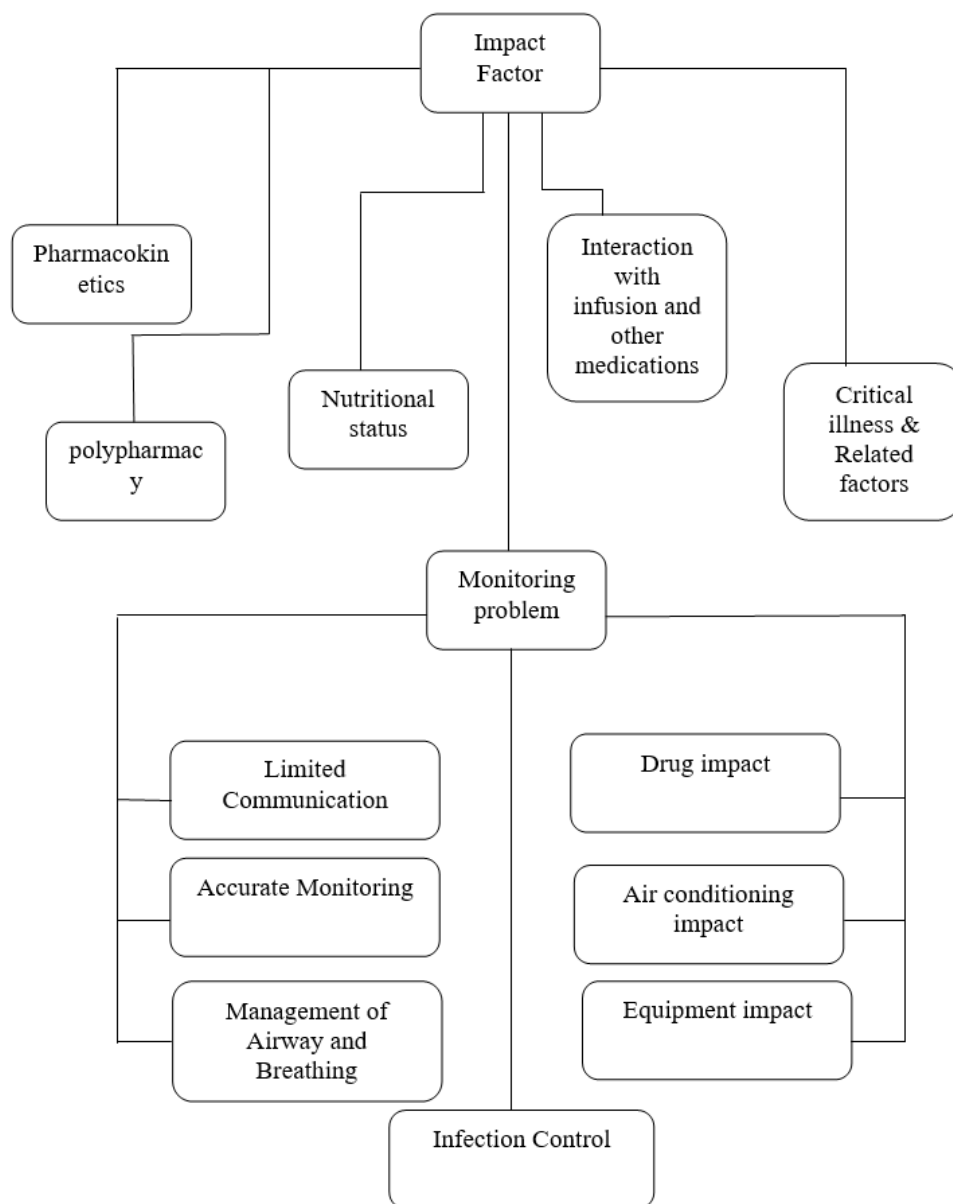 Impact
Factor
Pharmacokin
etics
Interaction
with
infusion and
other
medications
polypharmac
y
Nutritional
status
Critical
illness &
Related
factors
Monitoring
problem
Limited
Communication
Drug impact
Accurate Monitoring
Air conditioning
impact
Management of
Airway and
Breathing
Equipment impact
Infection Control